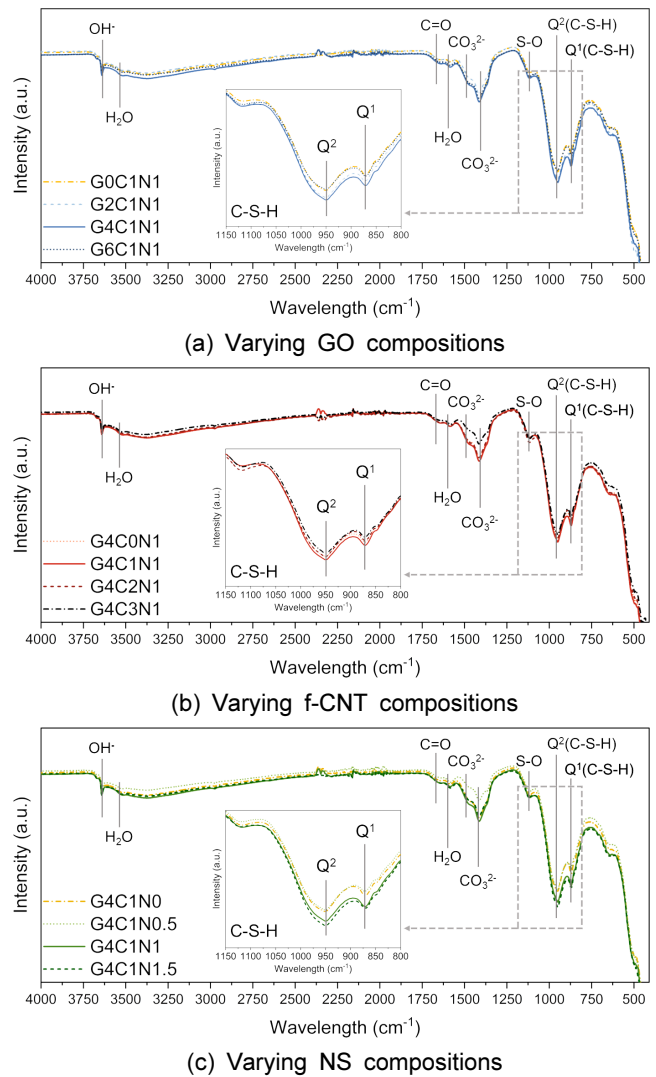 OH-
C=O
CO₃²⁻
S-O
Q²(C-S-H)
Q¹(C-S-H)
H₂O
H₂O
CO₃²⁻
Intensity (a.u.)
G0C1N1
G2C1N1
G4C1N1
G6C1N1
Intensity (a.u.)
Q²
Q¹
C-S-H
1150 1100 1050 1000 950 900 850 800
Wavelength (cm⁻¹)
4000 3500 3000 2750 2500 2250 2000 1750 1500 1250 1000 750 500
Wavelength (cm⁻¹)
(a) Varying GO compositions
OH-
C=O
CO₃²⁻
S-O
Q²(C-S-H)
Q¹(C-S-H)
H₂O
H₂O
CO₃²⁻
Intensity (a.u.)
G4C0N1
G4C1N1
G4C2N1
G4C3N1
Intensity (a.u.)
Q²
Q¹
C-S-H
1150 1100 1050 1000 950 900 850 800
Wavelength (cm⁻¹)
4000 3500 3000 2750 2500 2250 2000 1750 1500 1250 1000 750 500
Wavelength (cm⁻¹)
(b) Varying f-CNT compositions
OH-
C=O
CO₃²⁻
S-O
Q²(C-S-H)
Q¹(C-S-H)
H₂O
H₂O
CO₃²⁻
Intensity (a.u.)
G4C1N0
G4C1N0.5
G4C1N1
G4C1N1.5
Intensity (a.u.)
Q²
Q¹
C-S-H
1150 1100 1050 1000 950 900 850 800
Wavelength (cm⁻¹)
4000 3500 3000 2750 2500 2250 2000 1750 1500 1250 1000 750 500
Wavelength (cm⁻¹)
(c) Varying NS compositions